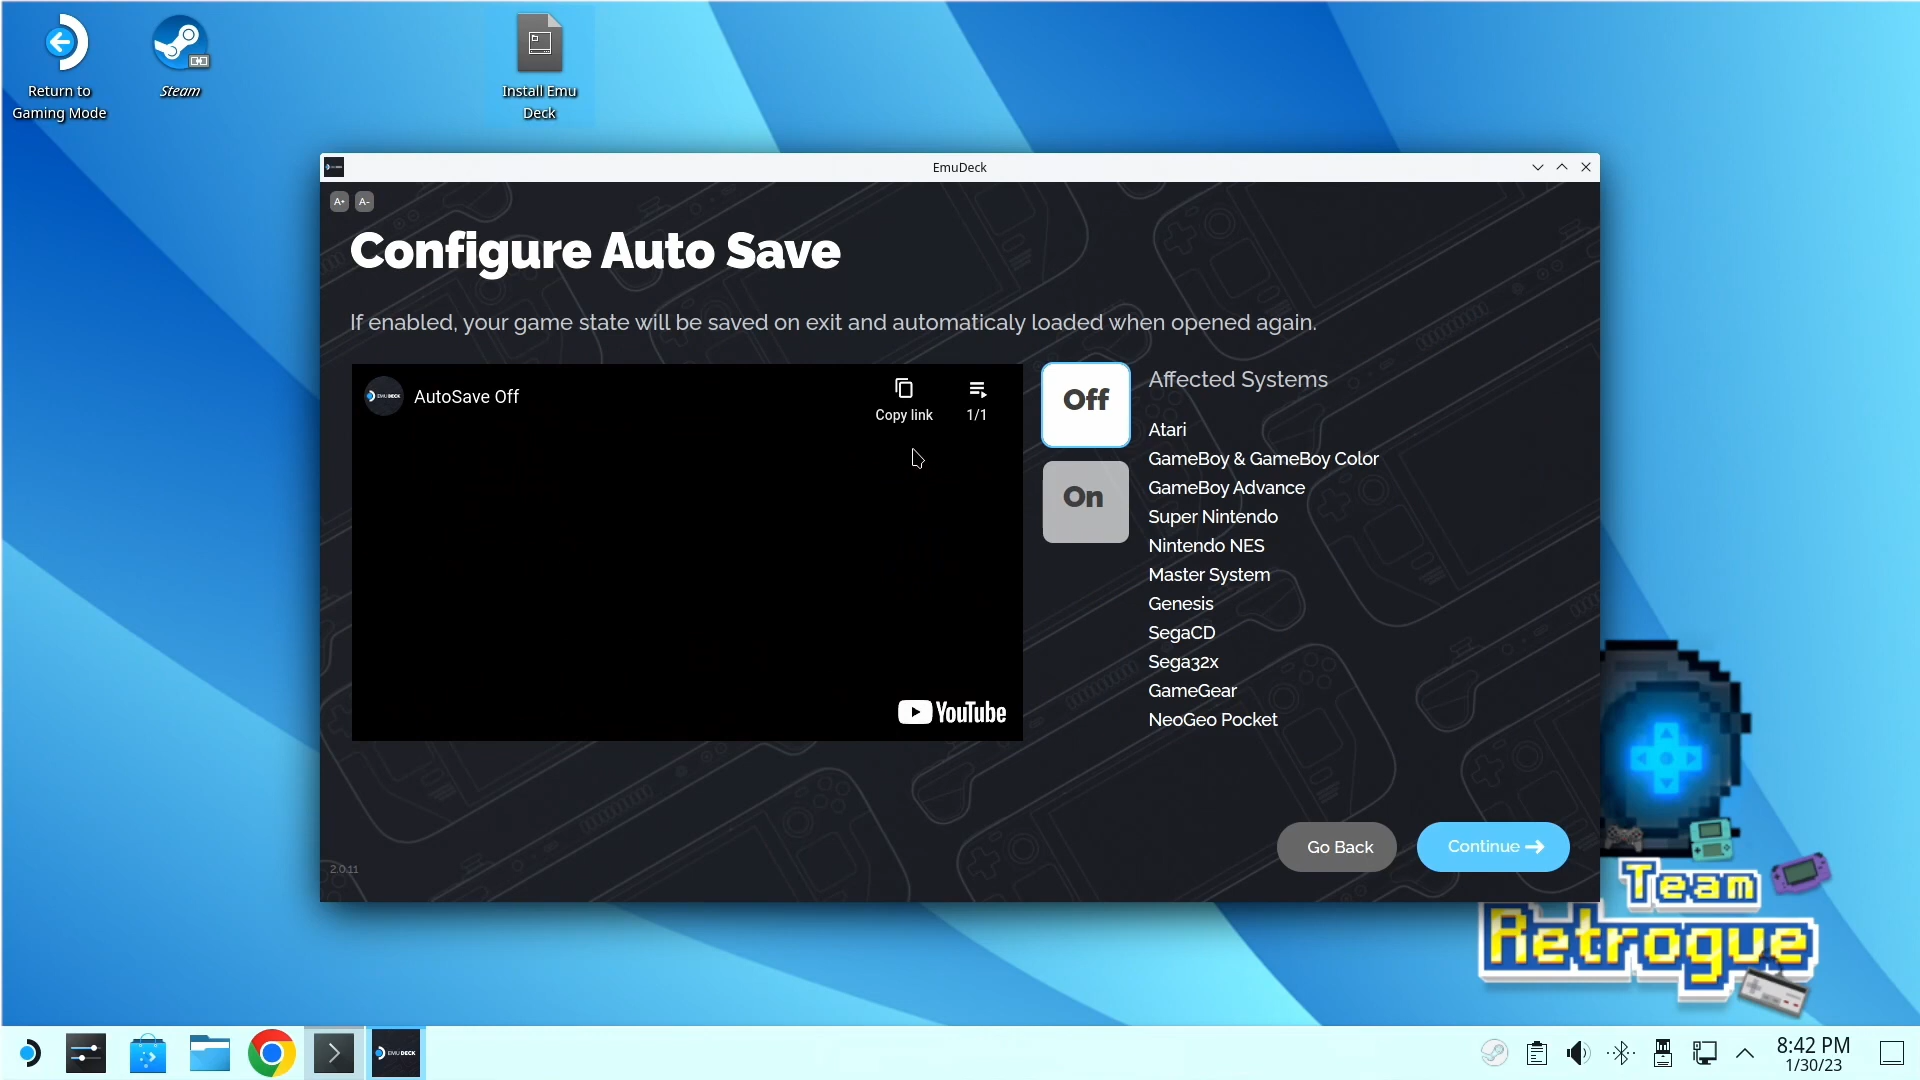 Return to
Gaming Mode
Steam
Install Emu
Deck
EmuDeck
A+
A-
Configure Auto Save
If enabled, your game state will be saved on exit and automaticaly loaded when opened again.
EMUDECK
AutoSave Off
Copy link
1/1
YouTube
Off
On
Affected Systems
Atari
GameBoy & GameBoy Color
GameBoy Advance
Super Nintendo
Nintendo NES
Master System
Genesis
SegaCD
Sega32x
GameGear
NeoGeo Pocket
Go Back
Continue
2.0.11
Team
Retrogue
EMUDECK
8:42 PM
1/30/23